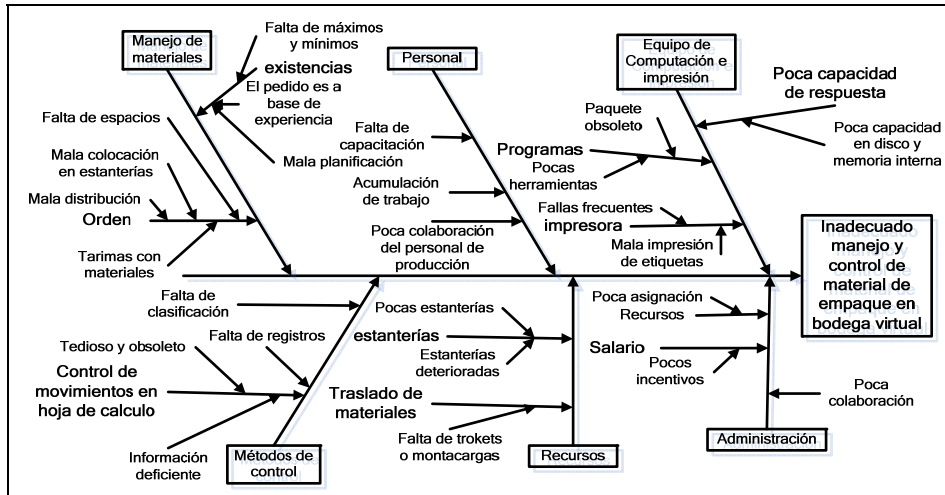 Manejo de
materiales
Falta de máximos
y mínimos
existencias
El pedido es a
base de
experiencia
Mala planificación
Falta de espacios
Mala colocación
en estanterías
Mala distribución
Orden
Tarimas con
materiales
Personal
Falta de
capacitación
Acumulación
de trabajo
Poca colaboración
del personal de
producción
Equipo de
Computación e
impresión
Poca capacidad
de respuesta
Poca capacidad
en disco y
memoria interna
Paquete
obsoleto
Programas
Pocas
herramientas
Fallas frecuentes
impresora
Mala impresión
de etiquetas
Inadecuado
manejo y
control de
material de
empaque en
bodega virtual
Falta de
clasificación
Falta de registros
Tedioso y obsoleto
Control de
movimientos en
hoja de calculo
Información
deficiente
Métodos de
control
Pocas estanterías
estanterías
Estanterías
deterioradas
Traslado de
materiales
Falta de trokets
o montacargas
Recursos
Poca asignación
Recursos
Salario
Pocos
incentivos
Poca
colaboración
Administración